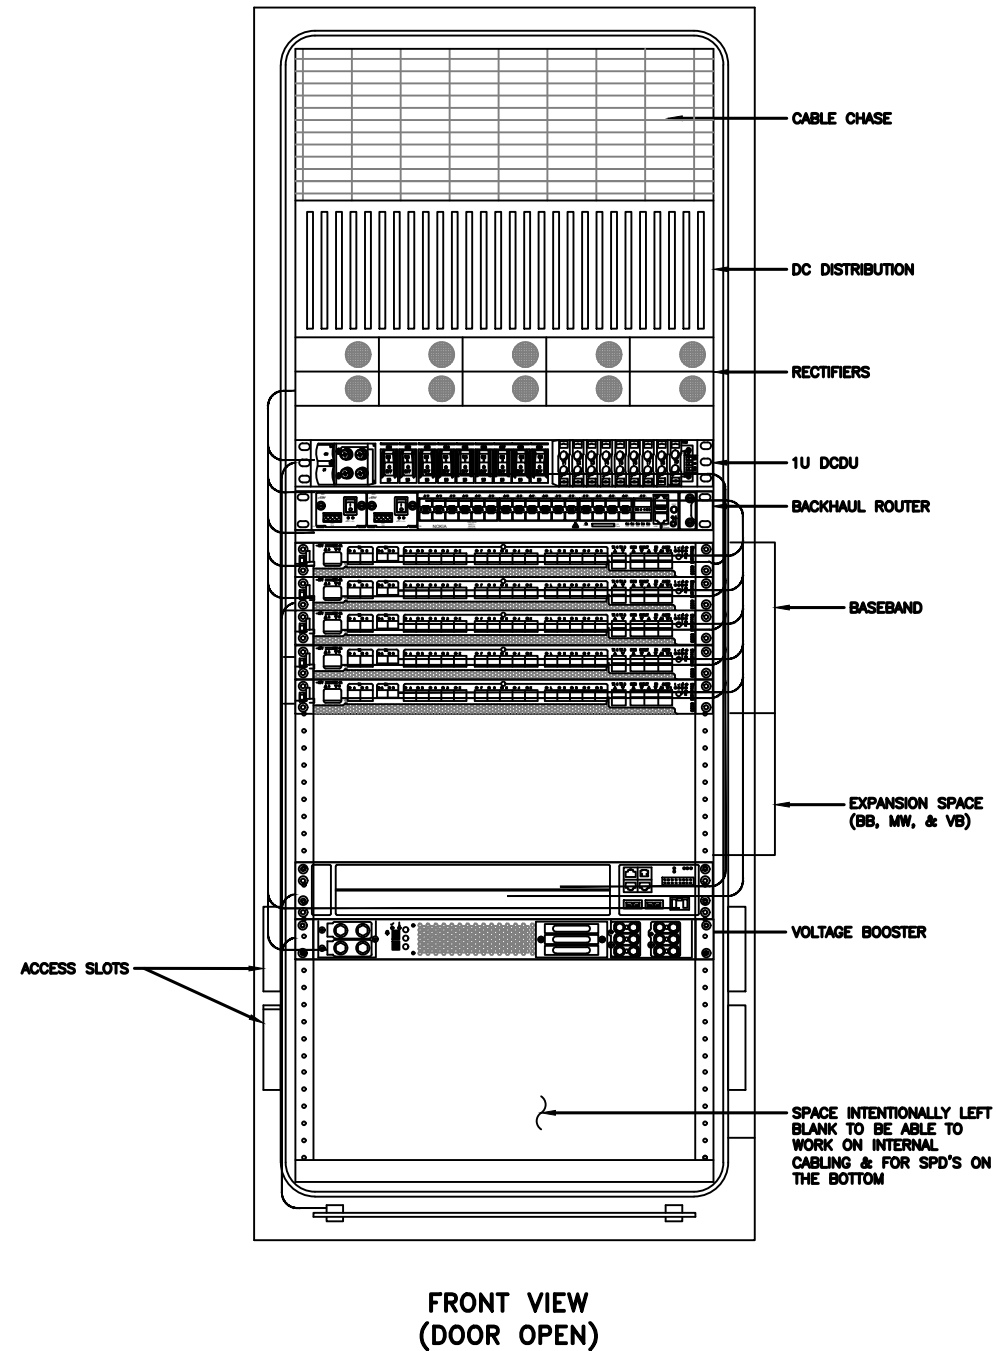 CABLE CHASE
DC DISTRIBUTION
RECTIFIERS
1U DCDU
BACKHAUL ROUTER
NOKIA
BASEBAND
EXPANSION SPACE
(BB, MW, & VB)
VOLTAGE BOOSTER
ACCESS SLOTS
SPACE INTENTIONALLY LEFT
BLANK TO BE ABLE TO
WORK ON INTERNAL
CABLING & FOR SPD'S ON
THE BOTTOM
FRONT VIEW
(DOOR OPEN)